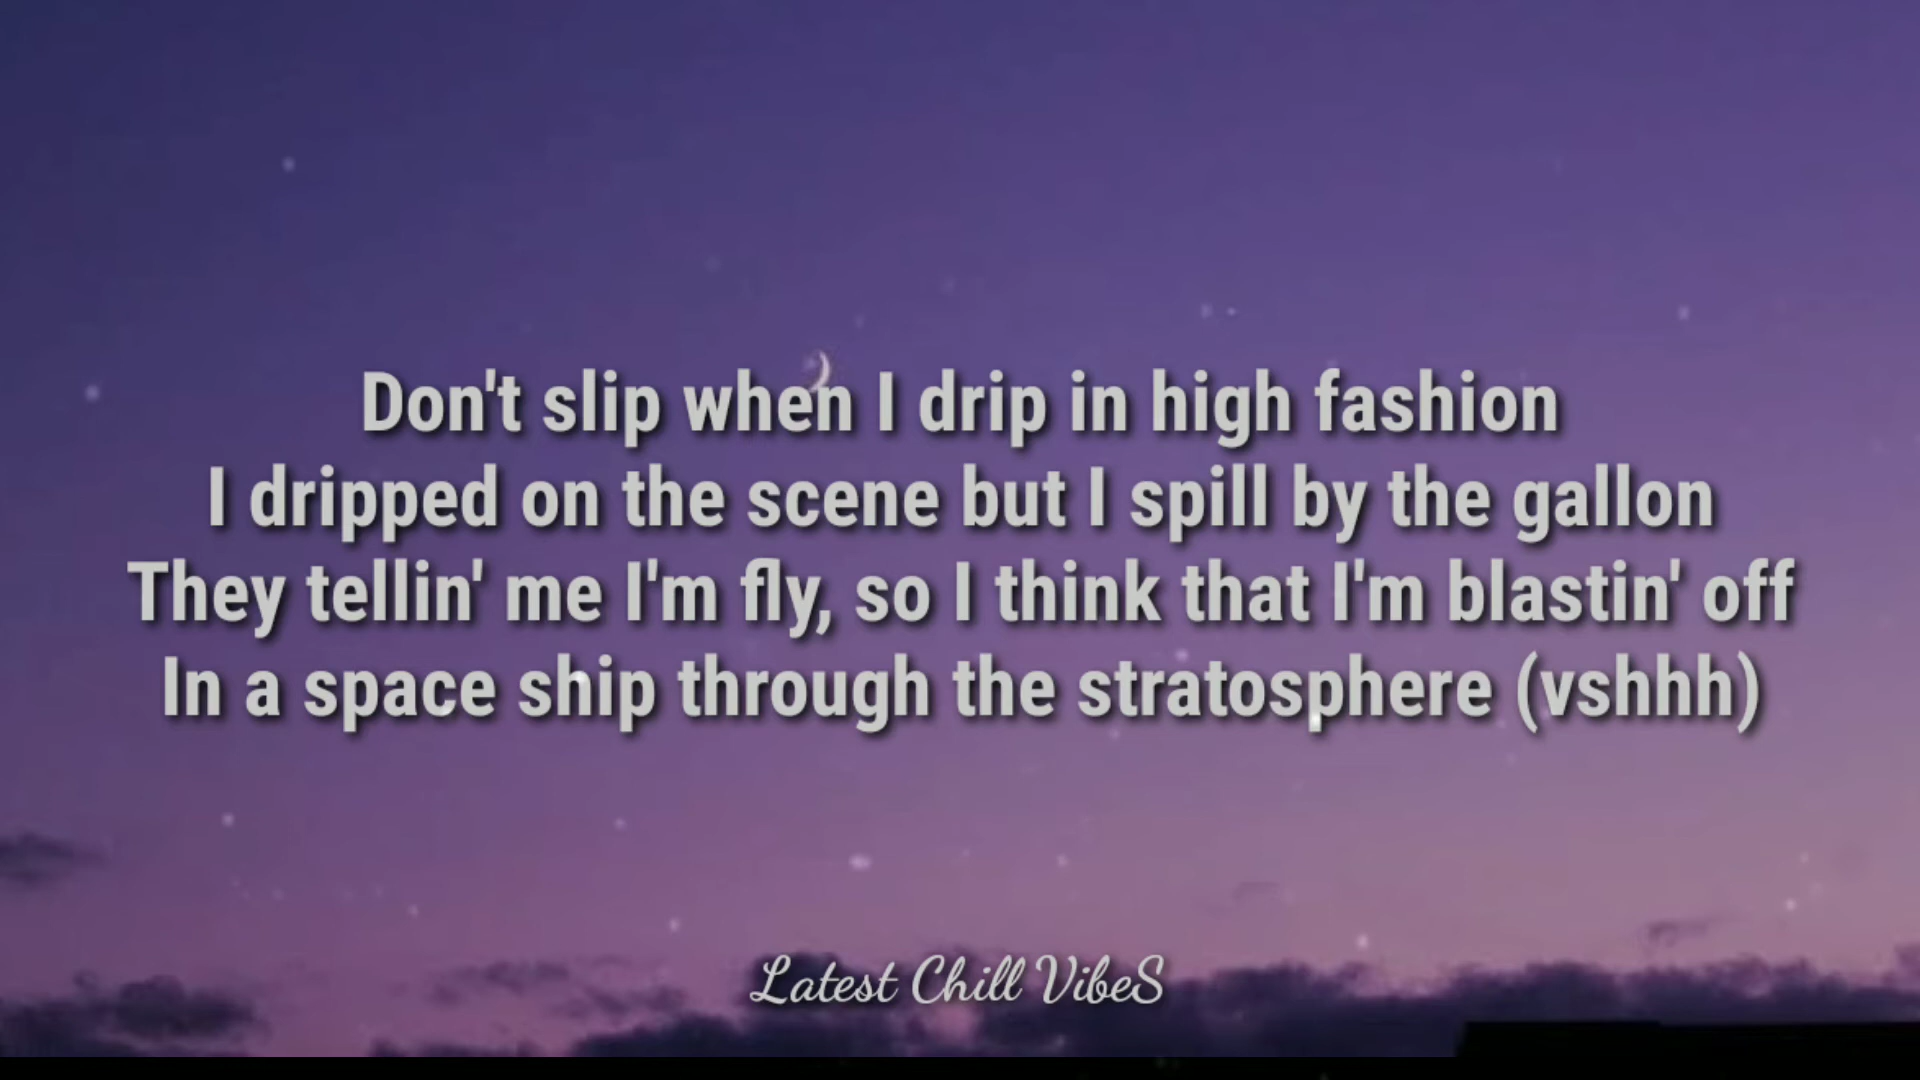 Don't slip when I drip in high fashion
I dripped on the scene but I spill by the gallon
They tellin' me I'm fly, so I think that I'm blastin' off
In a space ship through the stratosphere (vshhh)
Latest Chill VibeS